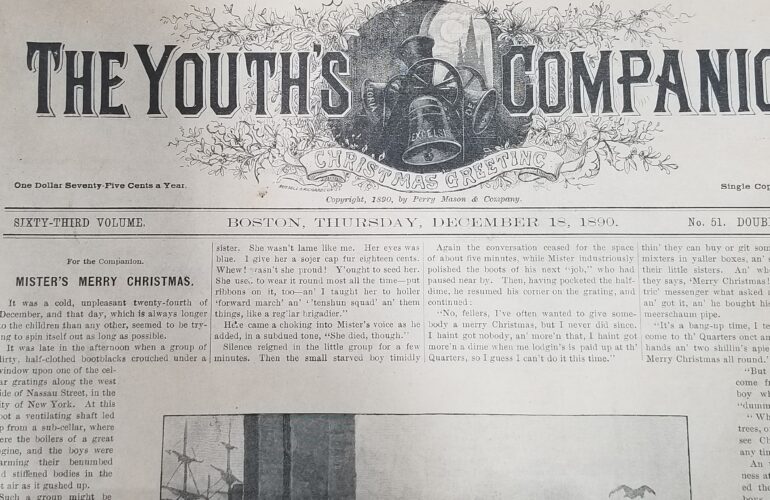 THE YOUTH'S COMPANIO
EXCELSI
CHRISTMAS GREETING
One Dollar Seventy-Five Cents a Year.
Copyright, 1890, by Perry Mason & Company.
Single Cop
SIXTY-THIRD VOLUME.
BOSTON, THURSDAY, DECEMBER 18, 1890.
No. 51. DOUB
For the Companion.
MISTER'S MERRY CHRISTMAS.
It was a cold, unpleasant twenty-fourth of
December, and that day, which is always longer
to the children than any other, seemed to be try-
ng to spin itself out as long as possible.
It was late in the afternoon when a group of
dirty, half-clothed bootblacks crouched under a
window upon one of the cel-
ar gratings along the west
ide of Nassau Street, in the
ity of New York. At this
pot a ventilating shaft led
p from a sub-cellar, where
ere the boilers of a great
ngine, and the boys were
arming their benumbed
d stiffened bodies in the
t air as it gushed up.
Such a group might be
sister. She wasn't lame like me. Her eyes was
blue. I give her a sojer cap fur eighteen cents.
Whew! wasn't she proud! Y'ought to seed her.
She used to wear it round most all the time—put
ribbons on it, too—an' I taught her to holler
'forward march' an' 'tenshun squad' an' them
things, like a reg'lar brigadier."
Here came a choking into Mister's voice as he
added, in a subdued tone, "She died, though."
Silence reigned in the little group for a few
minutes. Then the small starved boy timidly
Again the conversation ceased for the space
of about five minutes, while Mister industriously
polished the boots of his next "job," who had
paused near by. Then, having pocketed the half-
dime, he resumed his corner on the grating, and
continued:
"No, fellers, I've often wanted to give some-
body a merry Christmas, but I never did since.
I haint got nobody, an' more'n that, I haint got
more'n a dime when me lodgin's is paid up at th'
Quarters, so I guess I can't do it this time."
thin' they can buy or git som
mixters in yaller boxes, an'
their little sisters. An' wh
they says, 'Merry Christmas!
tric' messenger what asked
an' got it, an' he bought his
meerschaum pipe.
"It's a bang-up time, I te
come to th' Quarters onct an
hands an' two shillin's apie
Merry Christmas all round.'
"But
come fr
boy wh
"dumm
"Wh
trees, o
see Ch
any tim
An
ness at
ed the